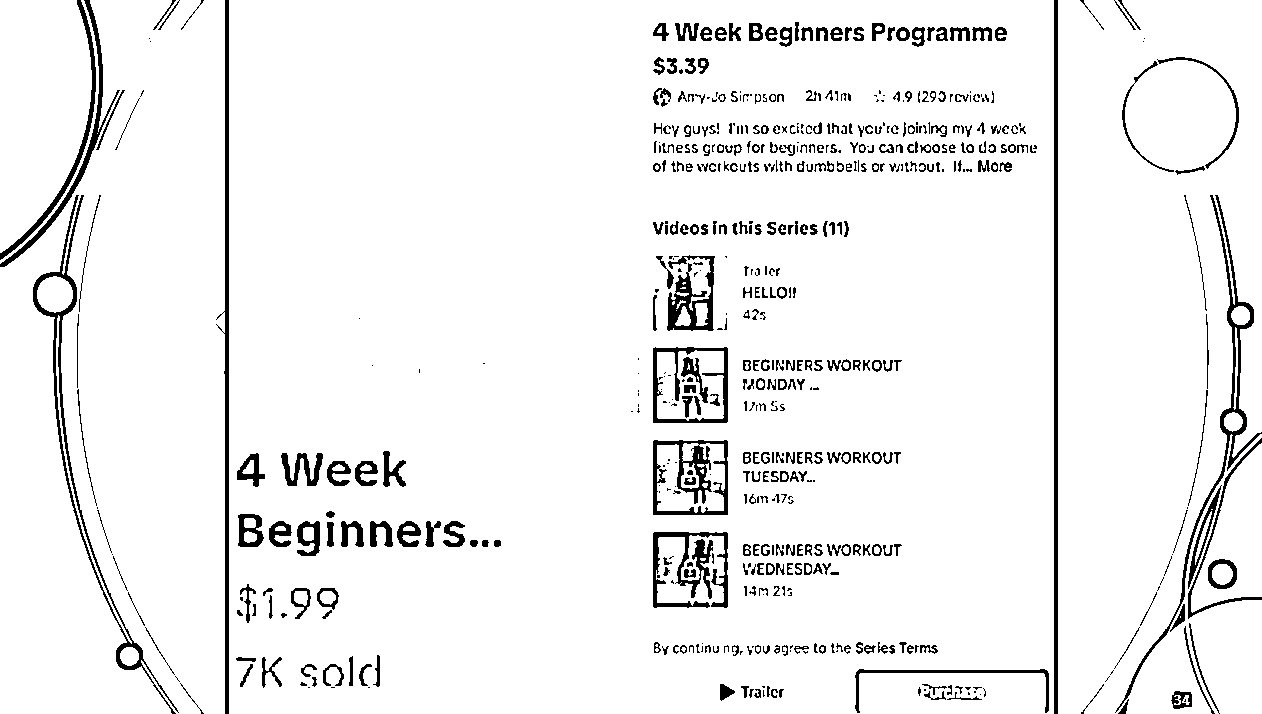 4 Week
Beginners...
$1.99
7K sold
4 Week Beginners Programme
$3.39
Amy-Jo Simpson 2h 41m ☆ 4.9 (290 review)
Hey guys! I'm so excited that you're joining my 4 week
fitness group for beginners. You can choose to do some
of the workouts with dumbbells or without. If... More
Videos in this Series (11)
Trailer
HELLO!!
42s
BEGINNERS WORKOUT
MONDAY ...
17m 5s
BEGINNERS WORKOUT
TUESDAY...
16m 47s
BEGINNERS WORKOUT
WEDNESDAY...
14m 21s
By continuing, you agree to the Series Terms
Trailer
Purchase
34